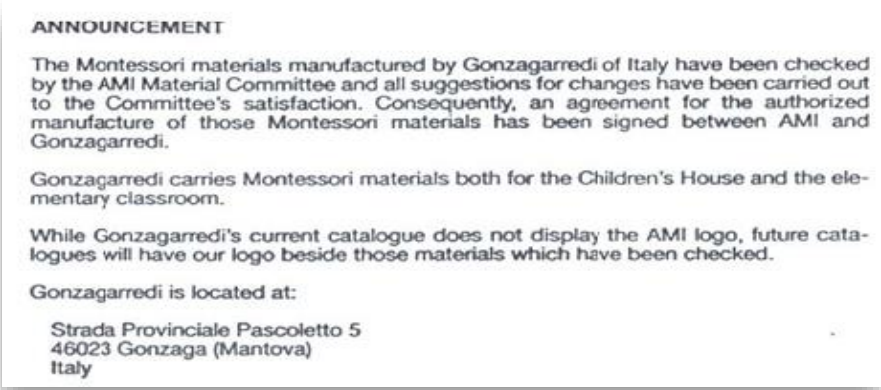 ANNOUNCEMENT
The Montessori materials manufactured by Gonzagarredi of Italy have been checked
by the AMI Material Committee and all suggestions for changes have been carried out
to the Committee's satisfaction. Consequently, an agreement for the authorized
manufacture of those Montessori materials has been signed between AMI and
Gonzagarredi.
Gonzagarredi carries Montessori materials both for the Children's House and the ele-
mentary classroom.
While Gonzagarredi's current catalogue does not display the AMI logo, future cata-
logues will have our logo beside those materials which have been checked.
Gonzagarredi is located at:
Strada Provinciale Pascoletto 5
46023 Gonzaga (Mantova)
Italy